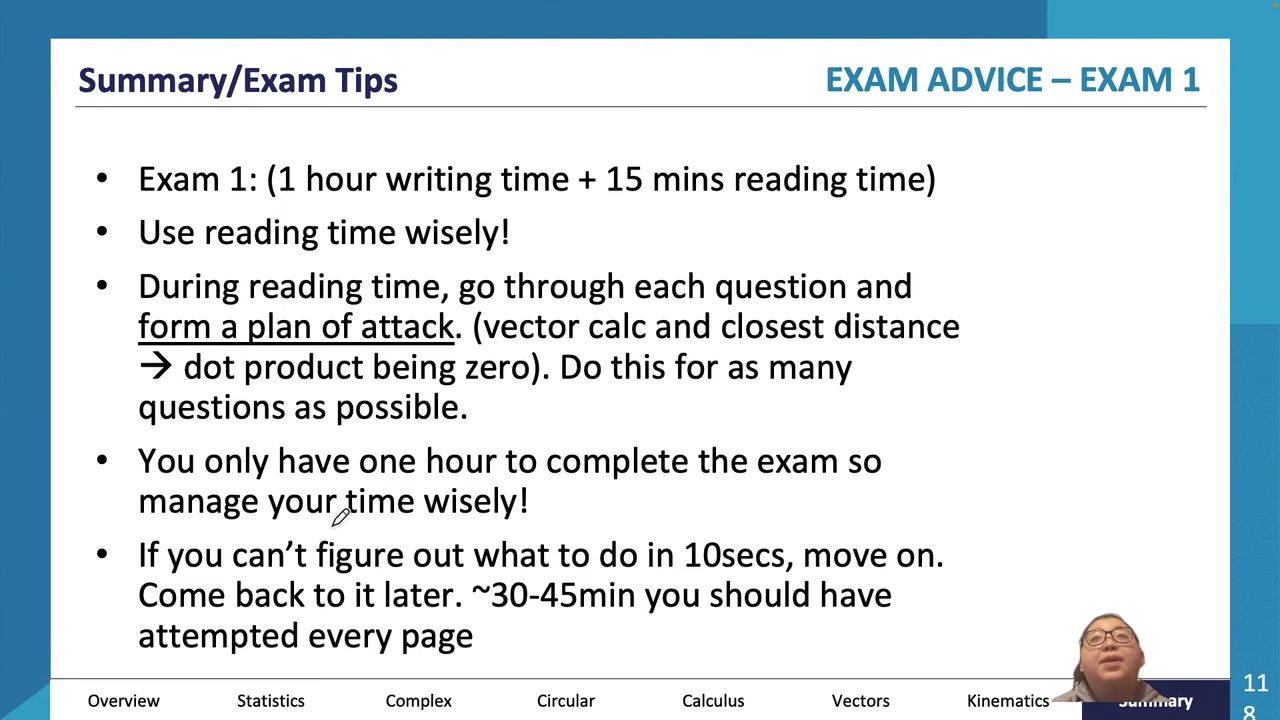 Summary/Exam Tips
EXAM ADVICE – EXAM 1
• Exam 1: (1 hour writing time + 15 mins reading time)
• Use reading time wisely!
• During reading time, go through each question and
form a plan of attack. (vector calc and closest distance
→ dot product being zero). Do this for as many
questions as possible.
• You only have one hour to complete the exam so
manage your time wisely!
• If you can’t figure out what to do in 10secs, move on.
Come back to it later. ~30-45min you should have
attempted every page
Overview Statistics Complex Circular Calculus Vectors Kinematics Summary
11
8